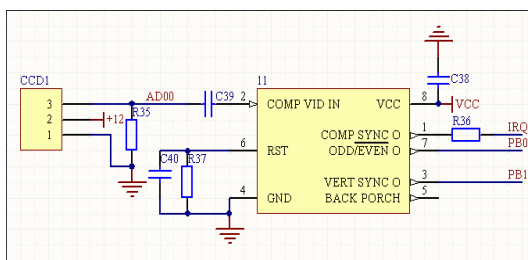 CCD1
3
2
1
+12
AD00
R35
C39
C40
R37
11
2 COMP VID IN
6 RST
4 GND
VCC 8
COMP SYNC O 1
ODD/EVEN O 7
VERT SYNC O 3
BACK PORCH 5
C38
VCC
R36
IRQ
PB0
PB1